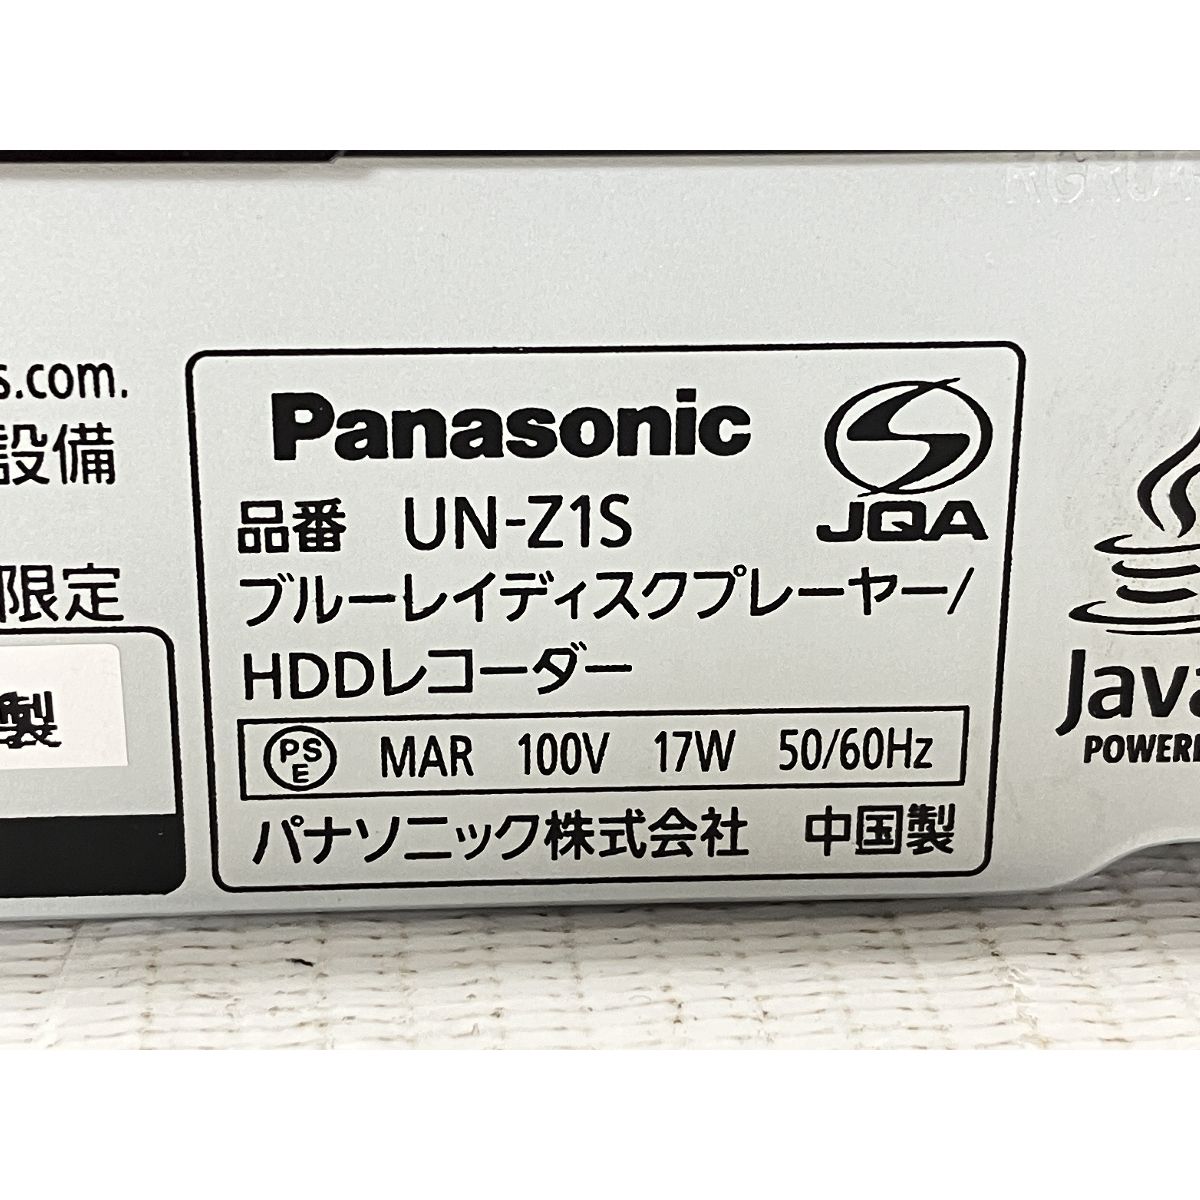 s.com.
設備
限定
製
Panasonic
JQA
品番 UN-Z1S
ブルーレイディスクプレーヤー/
HDDレコーダー
PS E MAR 100V 17W 50/60Hz
パナソニック株式会社 中国製
Java
POWERE